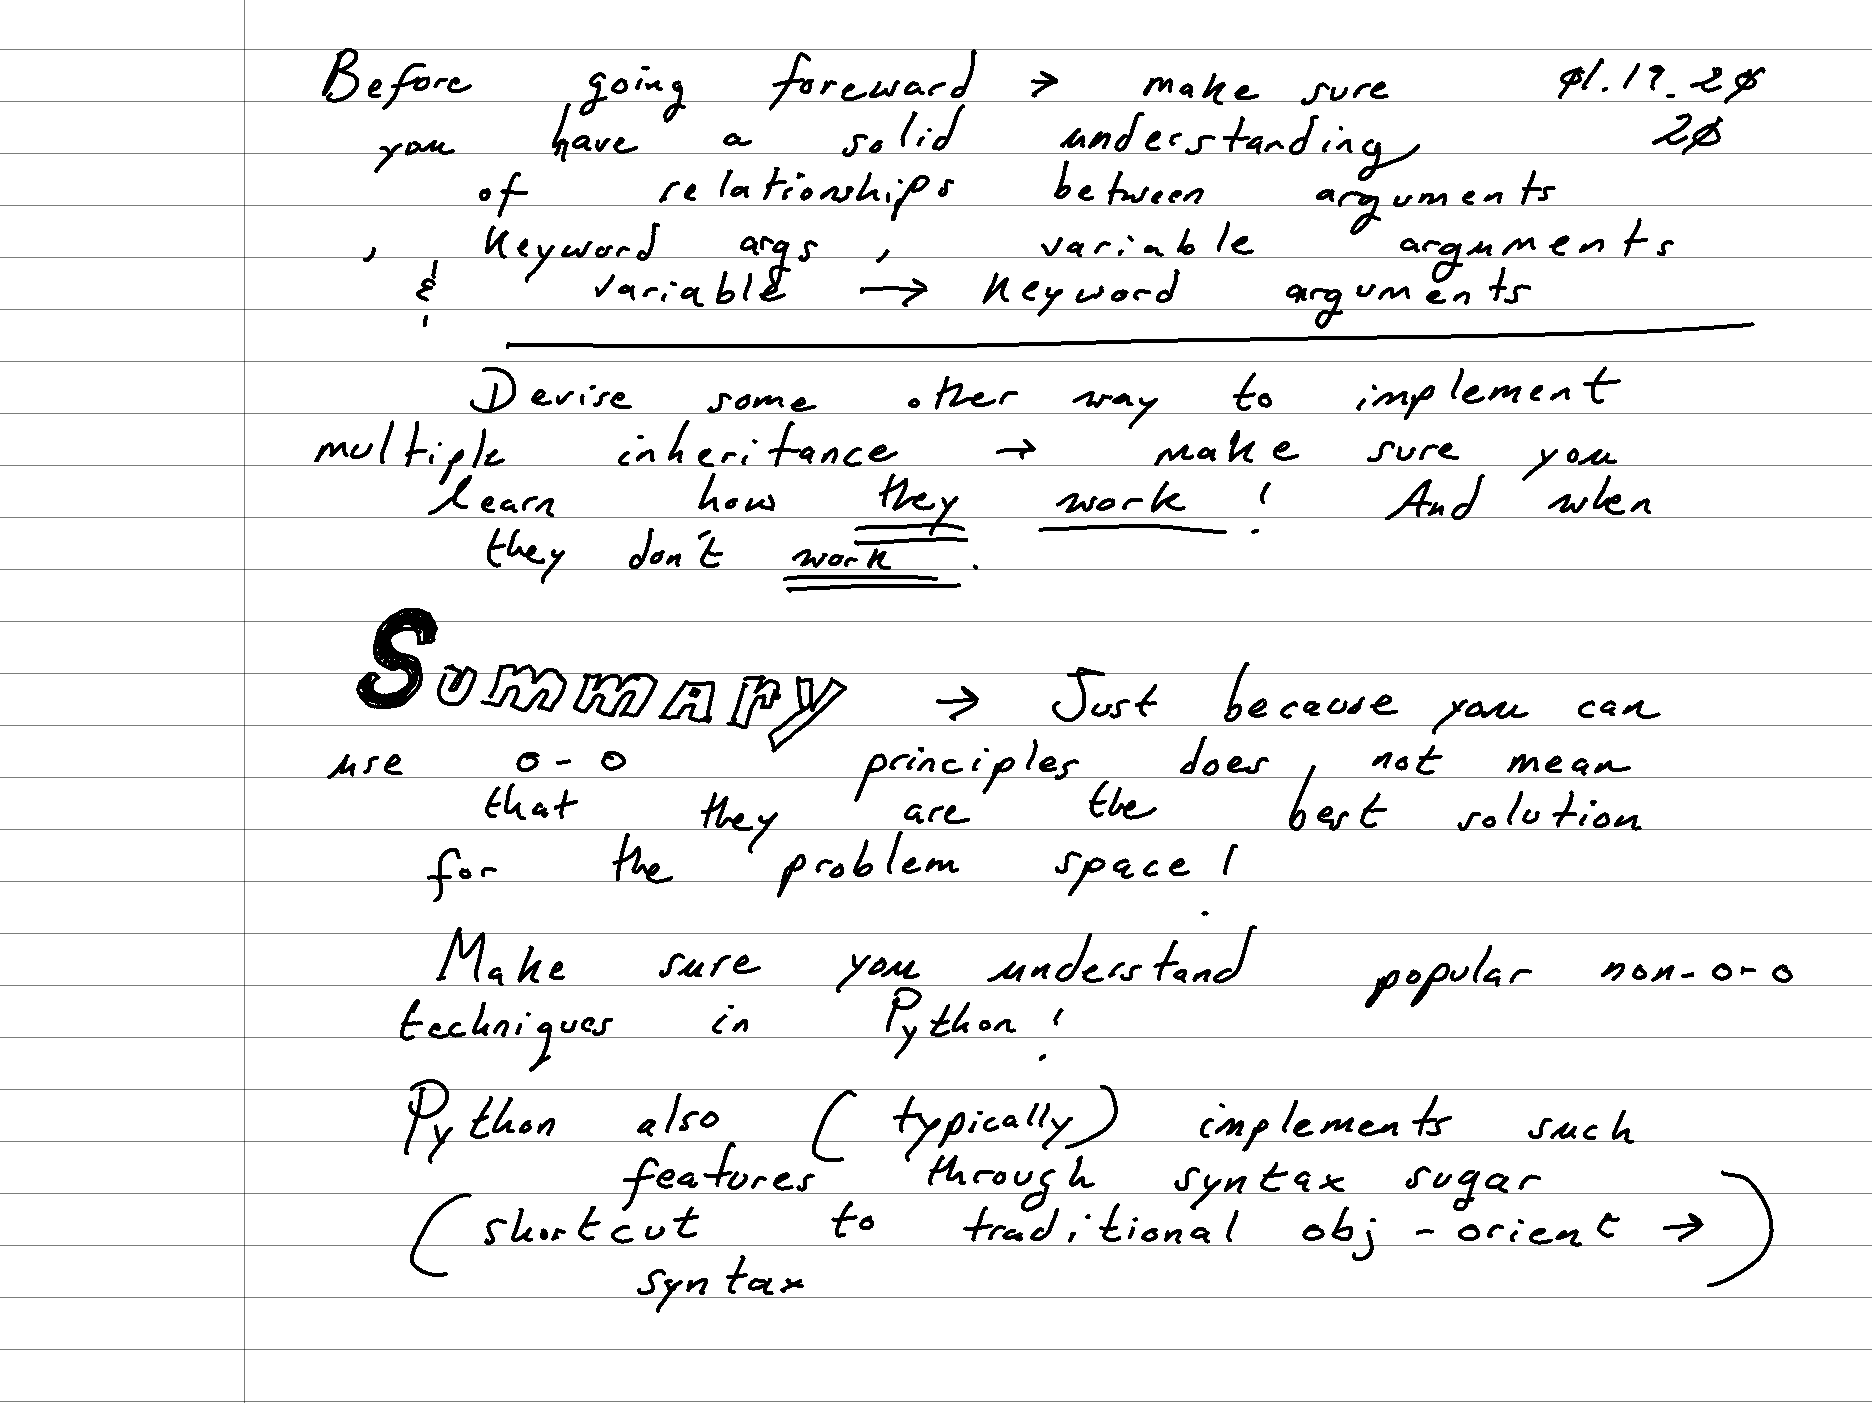 Before going foreward → make sure 01.19.20
you have a solid understanding 20
of relationships between arguments
, keyword args, variable arguments
& variable → keyword arguments
Devise some other way to implement
multiple inheritance → make sure you
learn how they work! And when
they don't work.
Summary → Just because you can
use o-o principles does not mean
that they are the best solution
for the problem space!
Make sure you understand popular non-o-o
techniques in Python!
Python also (typically) implements such
features through syntax sugar
(shortcut to traditional obj-orient →)
syntax